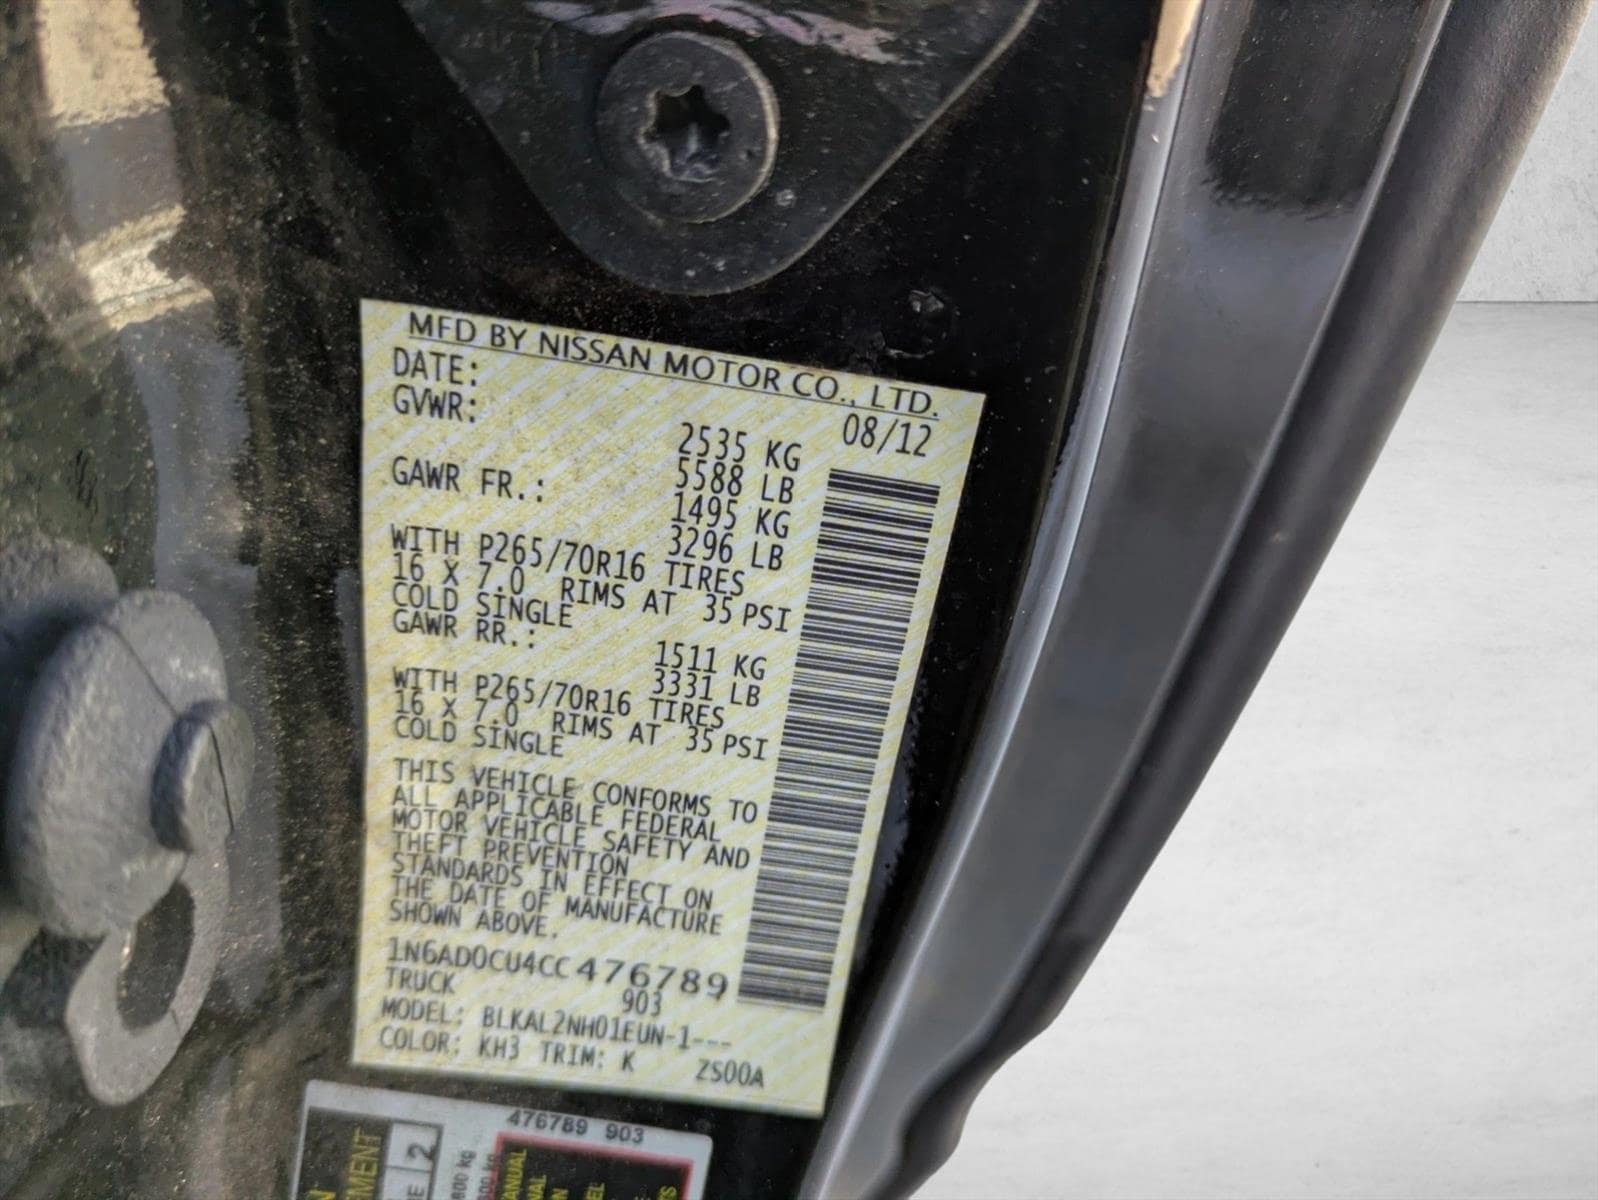 MFD BY NISSAN MOTOR CO., LTD.
DATE: 08/12
GVWR: 2535 KG
5588 LB
GAWR FR.: 1495 KG
3296 LB
WITH P265/70R16 TIRES
16 X 7.0 RIMS AT 35 PSI
COLD SINGLE
GAWR RR.: 1511 KG
3331 LB
WITH P265/70R16 TIRES
16 X 7.0 RIMS AT 35 PSI
COLD SINGLE
THIS VEHICLE CONFORMS TO
ALL APPLICABLE FEDERAL
MOTOR VEHICLE SAFETY AND
THEFT PREVENTION
STANDARDS IN EFFECT ON
THE DATE OF MANUFACTURE
SHOWN ABOVE.
1N6AD0CU4CC476789
TRUCK 903
MODEL: BLKAL2NH01EUN-1---
COLOR: KH3 TRIM: K ZS00A
476789 903
2
kg
kg